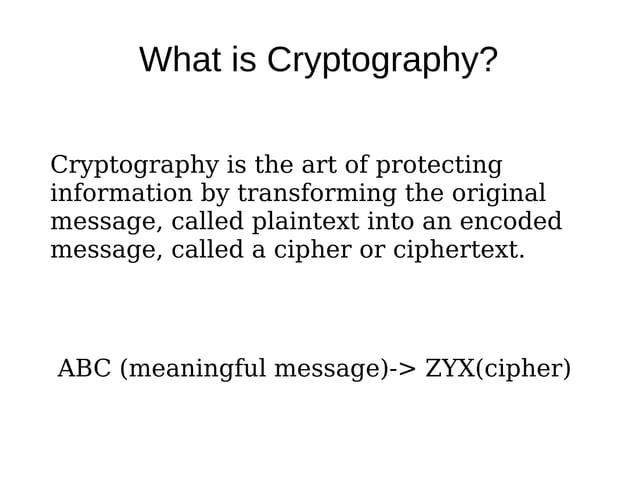 What is Cryptography?
Cryptography is the art of protecting
information by transforming the original
message, called plaintext into an encoded
message, called a cipher or ciphertext.
ABC (meaningful message)-> ZYX(cipher)